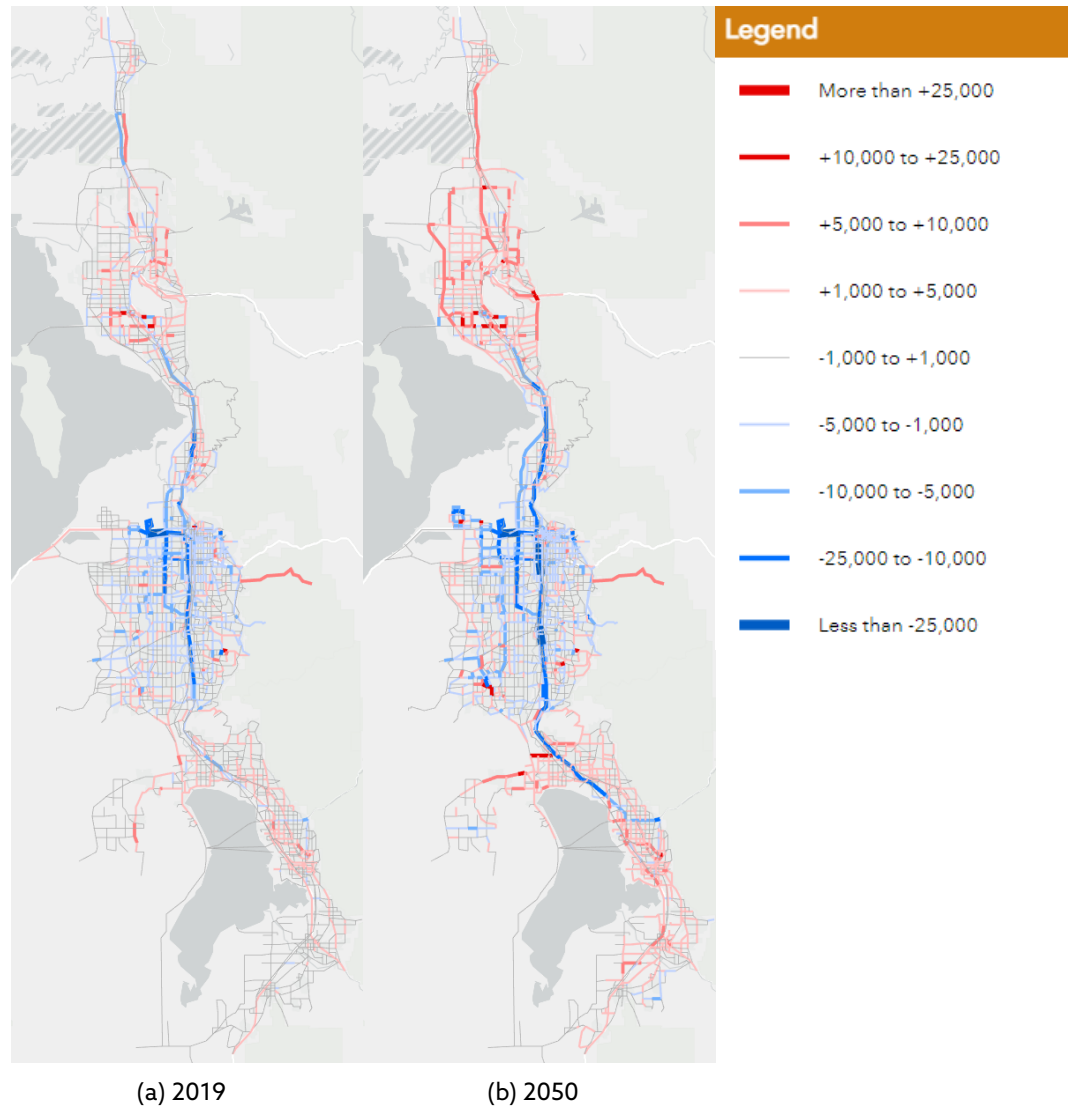 Legend
More than +25,000
+10,000 to +25,000
+5,000 to +10,000
+1,000 to +5,000
-1,000 to +1,000
-5,000 to -1,000
-10,000 to -5,000
-25,000 to -10,000
Less than -25,000
(a) 2019
(b) 2050